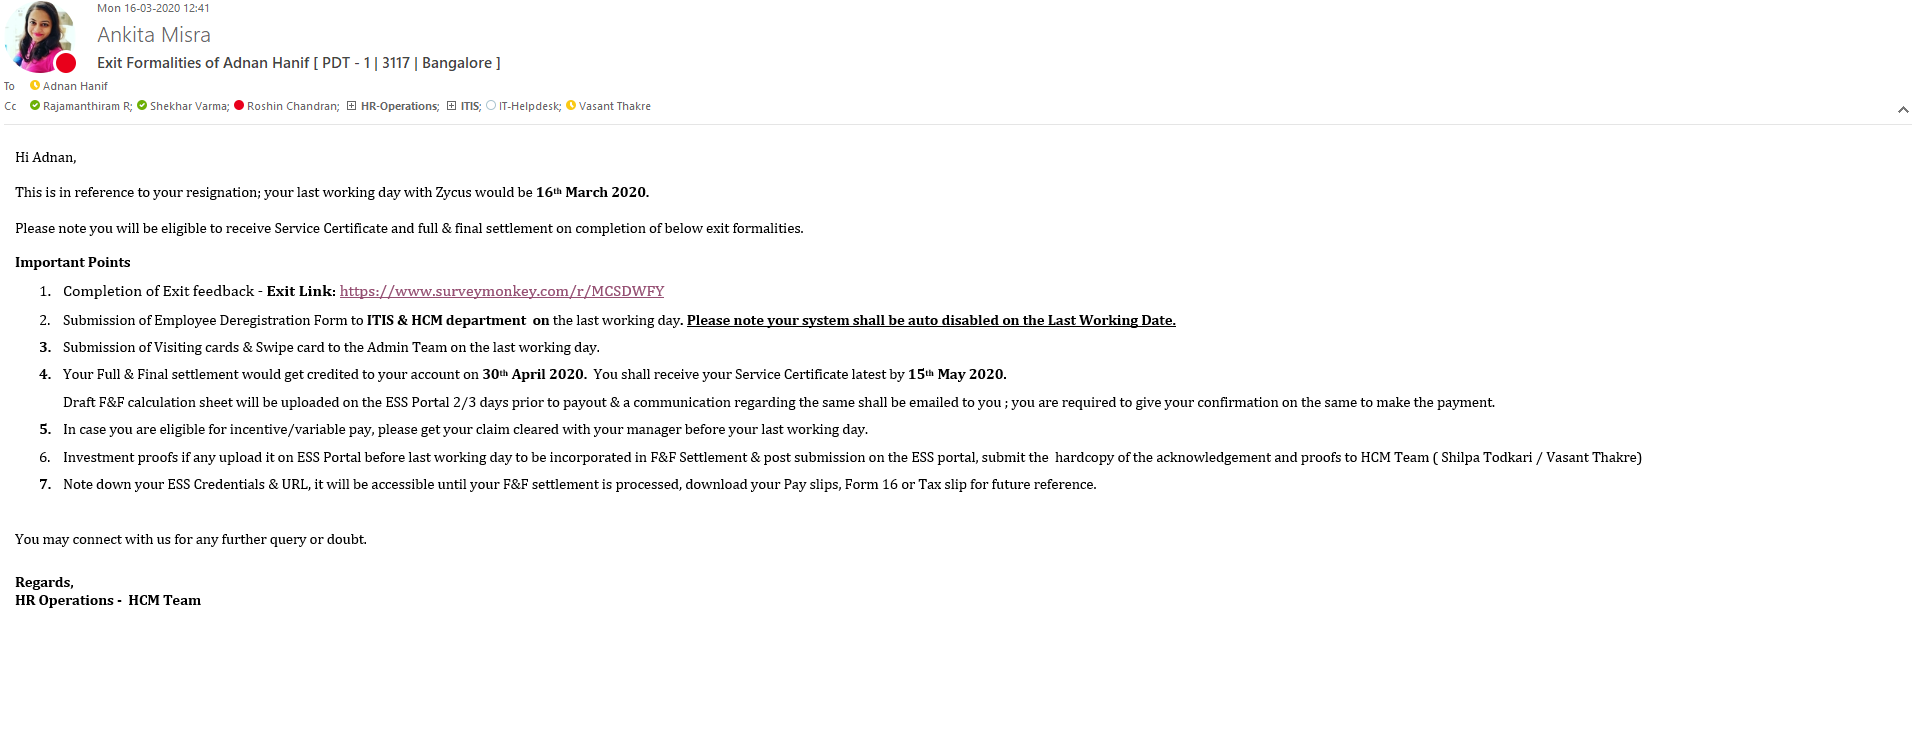 Mon 16-03-2020 12:41
Ankita Misra
Exit Formalities of Adnan Hanif [ PDT - 1 | 3117 | Bangalore ]
To Adnan Hanif
Cc Rajamanthiram R; Shekhar Varma; Roshin Chandran; HR-Operations; ITIS; IT-Helpdesk; Vasant Thakre
Hi Adnan,
This is in reference to your resignation; your last working day with Zycus would be 16th March 2020.
Please note you will be eligible to receive Service Certificate and full & final settlement on completion of below exit formalities.
Important Points
1. Completion of Exit feedback - Exit Link: https://www.surveymonkey.com/r/MCSDWFY
2. Submission of Employee Deregistration Form to ITIS & HCM department on the last working day. Please note your system shall be auto disabled on the Last Working Date.
3. Submission of Visiting cards & Swipe card to the Admin Team on the last working day.
4. Your Full & Final settlement would get credited to your account on 30th April 2020. You shall receive your Service Certificate latest by 15th May 2020.
Draft F&F calculation sheet will be uploaded on the ESS Portal 2/3 days prior to payout & a communication regarding the same shall be emailed to you ; you are required to give your confirmation on the same to make the payment.
5. In case you are eligible for incentive/variable pay, please get your claim cleared with your manager before your last working day.
6. Investment proofs if any upload it on ESS Portal before last working day to be incorporated in F&F Settlement & post submission on the ESS portal, submit the hardcopy of the acknowledgement and proofs to HCM Team ( Shilpa Todkari / Vasant Thakre)
7. Note down your ESS Credentials & URL, it will be accessible until your F&F settlement is processed, download your Pay slips, Form 16 or Tax slip for future reference.
You may connect with us for any further query or doubt.
Regards,
HR Operations - HCM Team